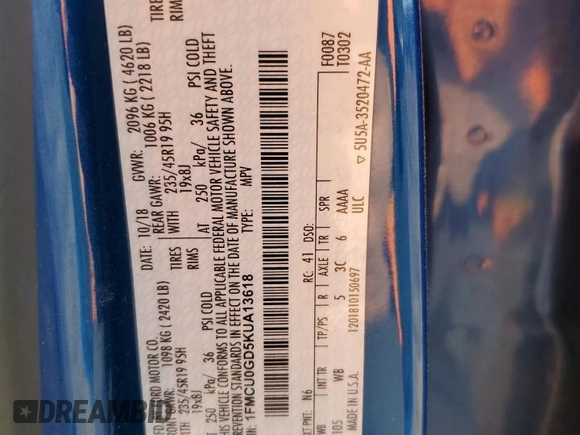 FORD MOTOR CO.
DATE: 10/18 GVWR: 2096 KG ( 4620 LB)
1098 KG ( 2420 LB) REAR GAWR: 1006 KG ( 2218 LB)
235/45R19 95H TIRES WITH 235/45R19 95H
19x8J RIMS 19x8J
AT 250 kPa/ 36 PSI COLD AT 250 kPa/ 36 PSI COLD
THIS VEHICLE CONFORMS TO ALL APPLICABLE FEDERAL MOTOR VEHICLE SAFETY AND THEFT
PREVENTION STANDARDS IN EFFECT ON THE DATE OF MANUFACTURE SHOWN ABOVE.
1FMCU0GD5KUA13618 TYPE: MPV
F0087
T0302
EXT PNT: N6 RC: 41 DSO:
WB INT TR TP/PS R AXLE TR SPR
105 WB 5 3C 6 AAAA
MADE IN U.S.A. 1201810150697 ULC
▽ 5U5A-3520472-AA
DREAMBID